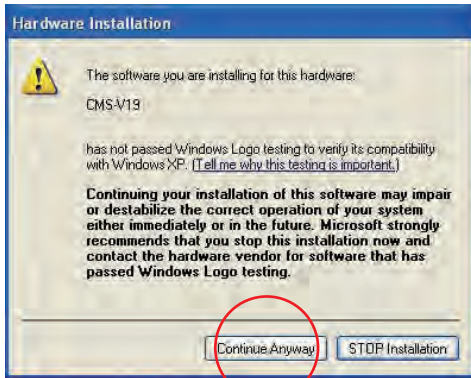 Hardware Installation
The software you are installing for this hardware:
CMS-V19
has not passed Windows Logo testing to verify its compatibility
with Windows XP. (Tell me why this testing is important.)
Continuing your installation of this software may impair
or destabilize the correct operation of your system
either immediately or in the future. Microsoft strongly
recommends that you stop this installation now and
contact the hardware vendor for software that has
passed Windows Logo testing.
Continue Anyway STOP Installation